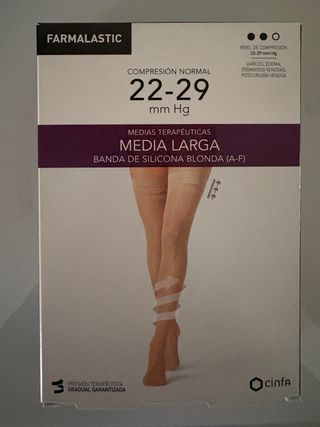 FARMALASTIC
NIVEL DE COMPRESIÓN
22-29 mm Hg
VARICES, EDEMA,
TROMBOSIS VENOSAS,
POSTCIRUGÍA VENOSA
COMPRESIÓN NORMAL
22-29
mm Hg
MEDIAS TERAPÉUTICAS
MEDIA LARGA
BANDA DE SILICONA BLONDA (A-F)
PRESIÓN TERAPÉUTICA
GRADUAL GARANTIZADA
cinfa